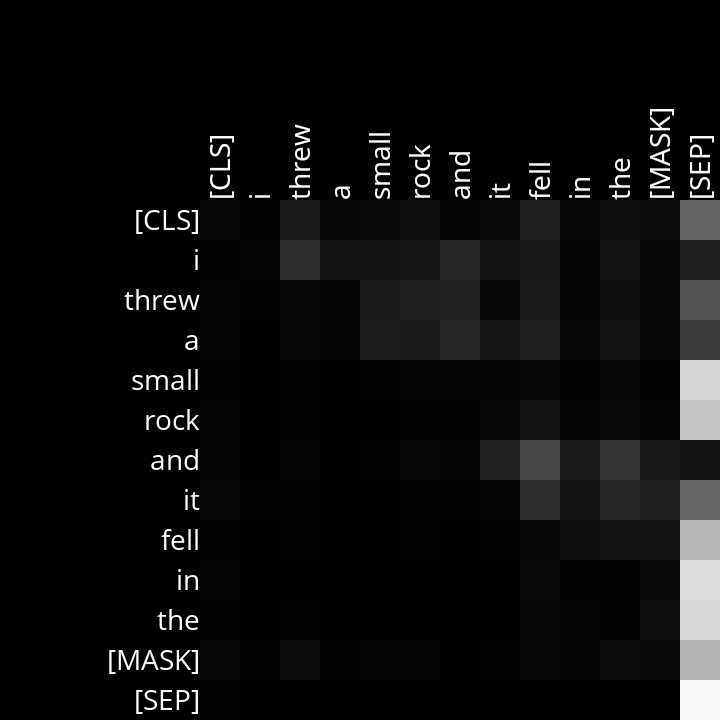 [CLS] i threw a small rock and it fell in the [MASK] [SEP]
[CLS]
i
threw
a
small
rock
and
it
fell
in
the
[MASK]
[SEP]